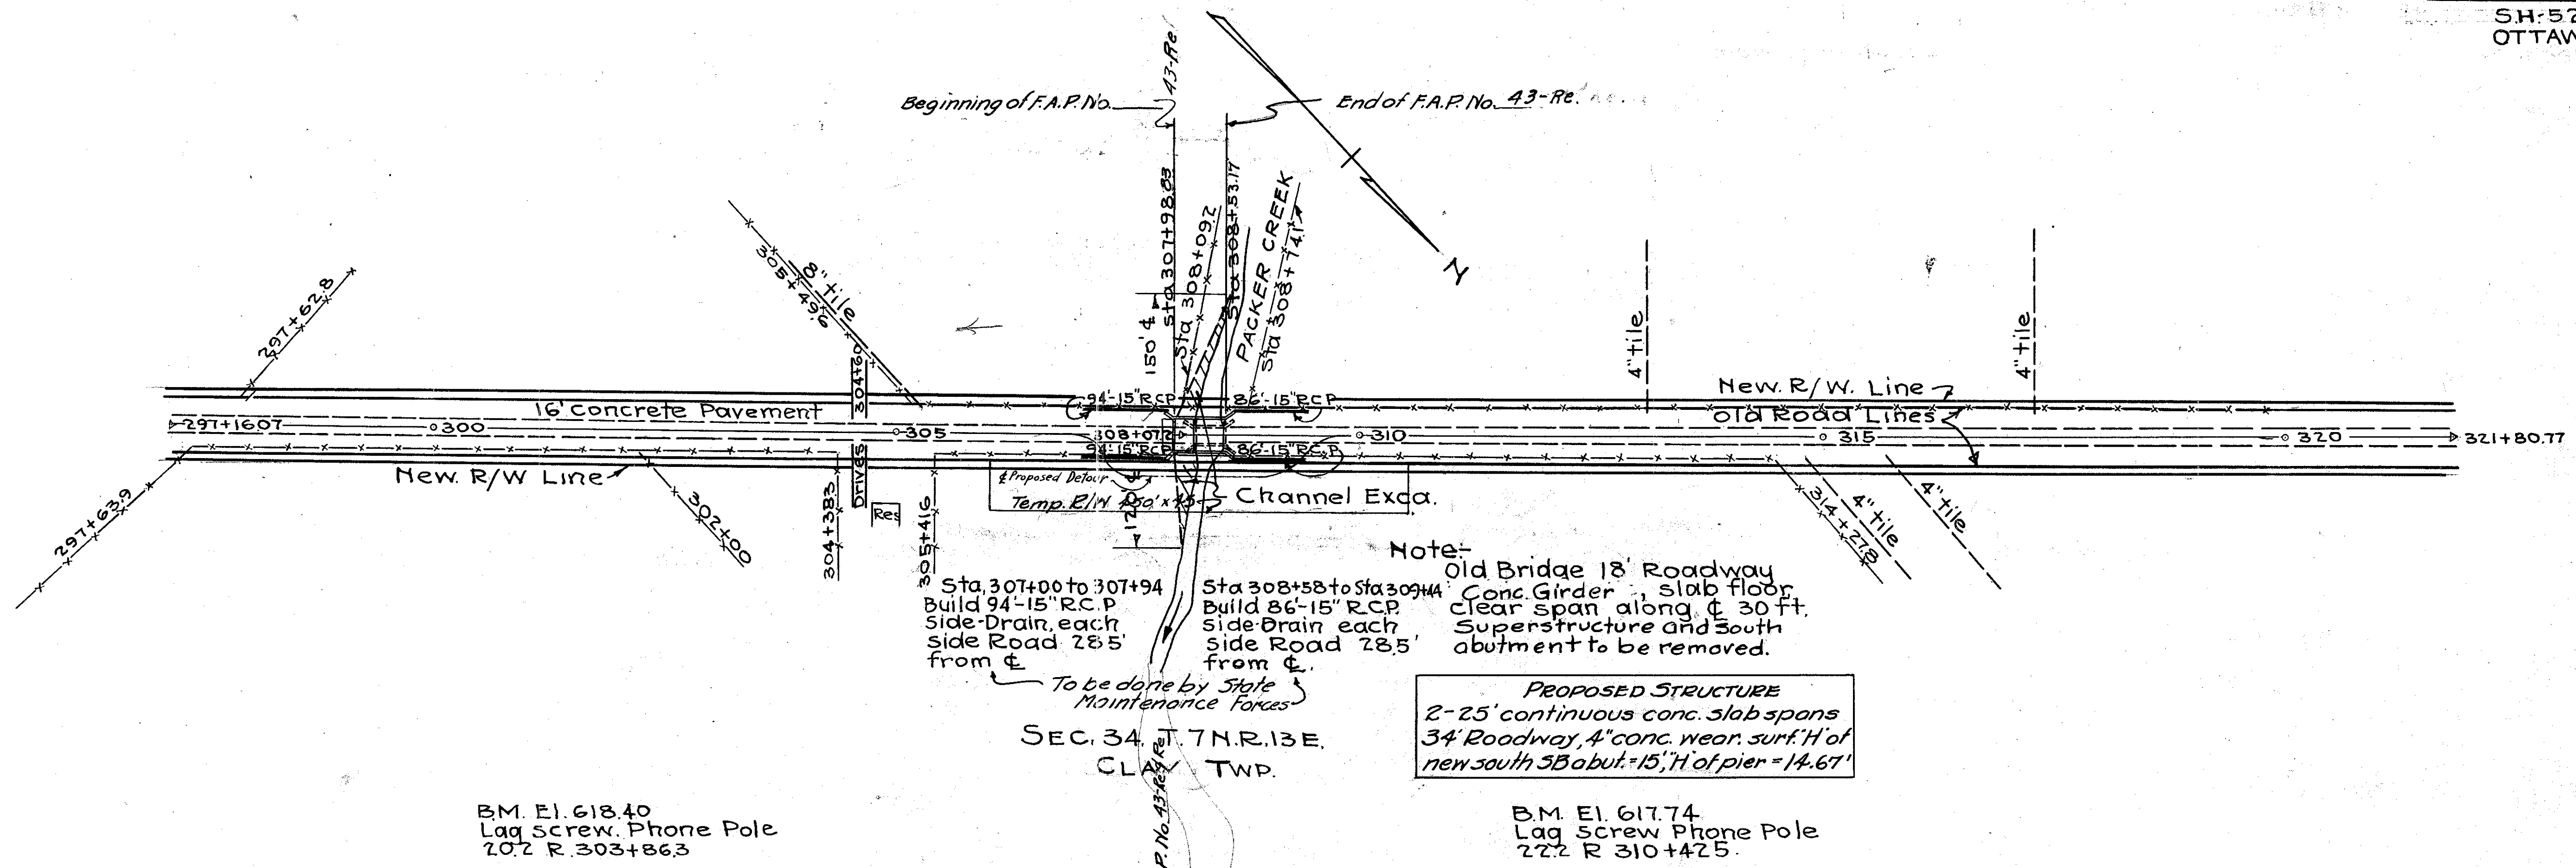 S.H-52
OTTAW
Beginning of F.A.P. No. 43-Re
End of F.A.P. No. 43-Re.
N
Sta 307+98.83
Sta 308+09.2
Sta 308+53.17
PACKER CREEK
Sta 308+74.1
150' ℄
297+62.8
305+49.6
8" tile
304+60
4" tile
4" tile
New. R/W. Line
Old Road Lines
16' Concrete Pavement
94'-15" R.C.P
86'-15" R.C.P
297+16.07
300
305
308+07.2
310
315
320
321+80.77
94'-15" R.C.P
86'-15" R.C.P
New. R/W Line
Drives
Res
℄ Proposed Detour
Temp. R/W 450' x 45'
Channel Exca.
120' ℄
297+63.9
302+00
304+38.3
305+41.6
314+27.8
4" tile
4" tile
Sta. 307+00 to 307+94
Build 94'-15" R.C.P
side-Drain, each
side Road 28.5'
from ℄
Sta 308+58 to Sta 309+44
Build 86'-15" R.C.P.
side-Drain each
side Road 28.5'
from ℄.
To be done by State
Maintenance Forces
Note:-
Old Bridge 18' Roadway
Conc. Girder, slab floor,
clear span along ℄ 30 ft.
Superstructure and south
abutment to be removed.
PROPOSED STRUCTURE
2-25' continuous conc. slab spans
34' Roadway, 4" conc. wear. surf. "H" of
new south SB abut. = 15', "H" of pier = 14.67'
SEC. 34. T. 7 N. R. 13 E.
CLAY TWP.
P. No. 43-Re
B.M. El. 618.40
Lag screw. Phone Pole
20.2 R. 303+86.3
B.M. El. 617.74
Lag screw Phone Pole
22.2 R 310+42.5.